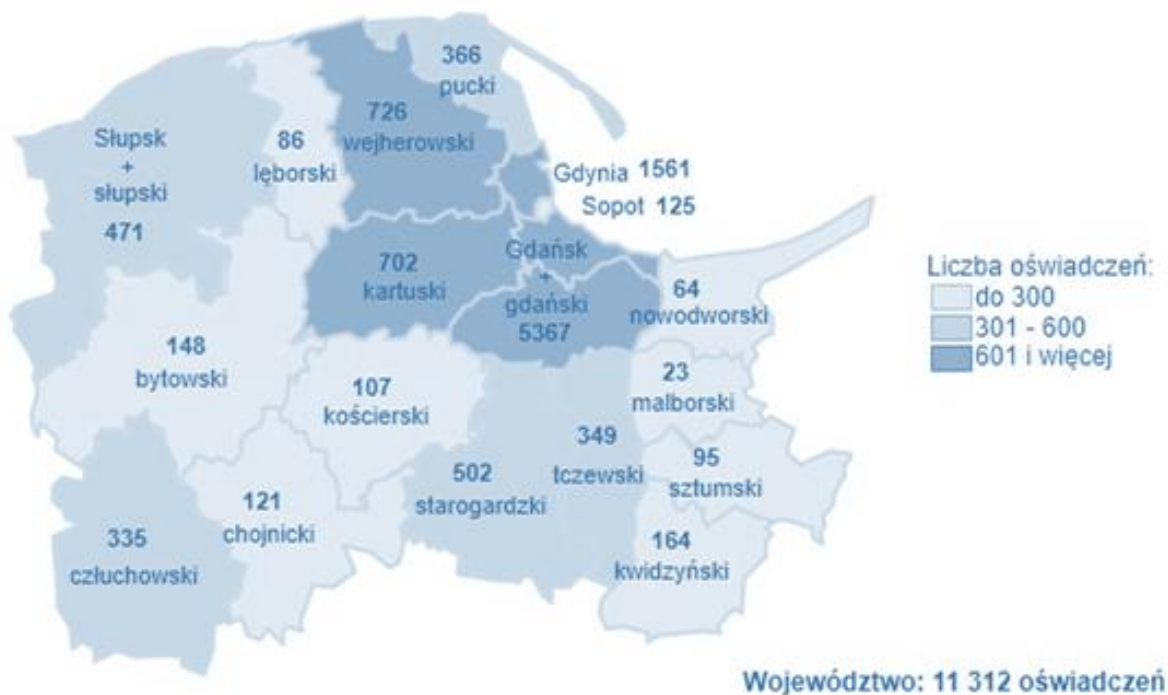 366
pucki
726
wejherowski
86
lęborski
Słupsk
+
słupski
471
Gdynia 1561
Sopot 125
702
kartuski
Gdańsk
+
gdański
5367
64
nowodworski
Liczba oświadczeń:
do 300
301 - 600
601 i więcej
148
bytowski
107
kościerski
23
malborski
349
tczewski
502
starogardzki
95
sztumski
121
chojnicki
335
człuchowski
164
kwidzyński
Województwo: 11 312 oświadczeń